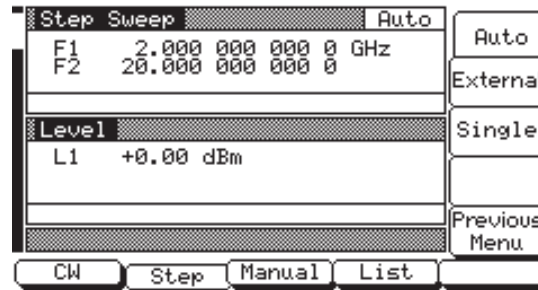 Step Sweep Auto
F1 2.000 000 000 0 GHz
F2 20.000 000 000 0
Level
L1 +0.00 dBm
Auto
Externa
Single
Previous
Menu
CW Step Manual List